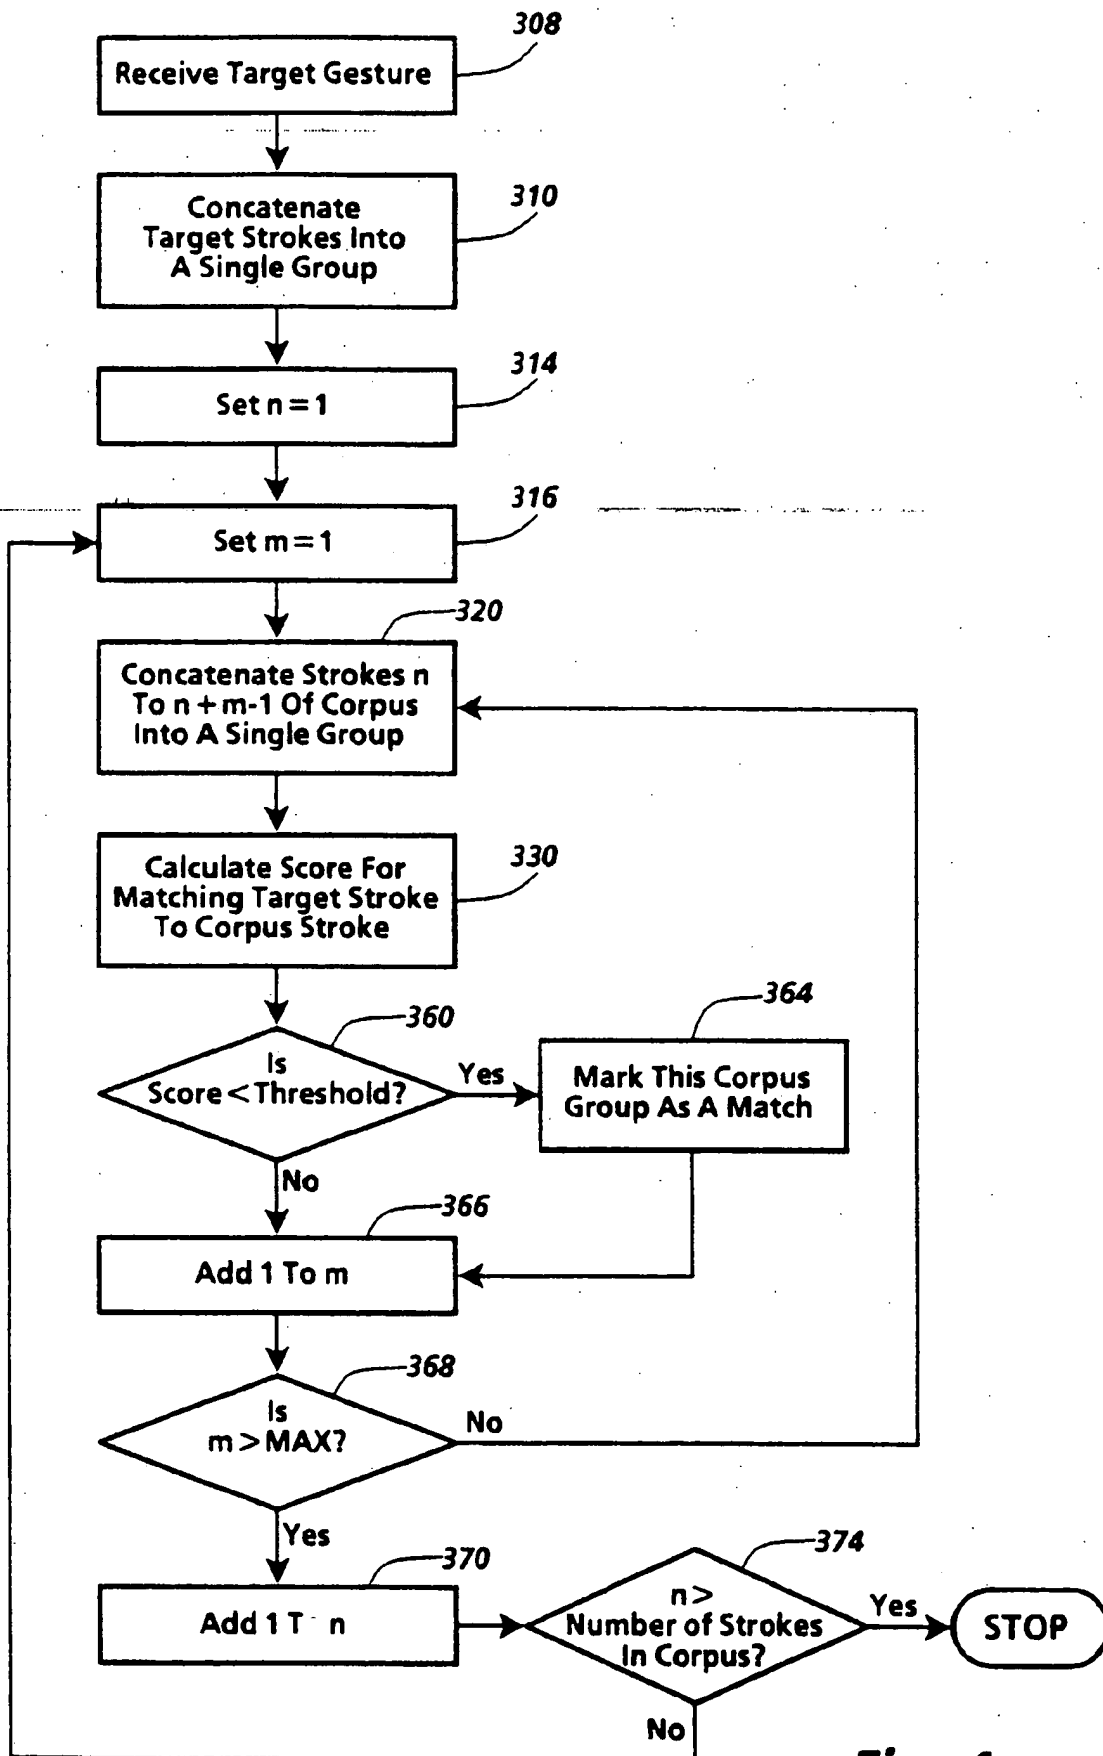 308
Receive Target Gesture
310
Concatenate
Target Strokes Into
A Single Group
314
Set n = 1
316
Set m = 1
320
Concatenate Strokes n
To n + m-1 Of Corpus
Into A Single Group
330
Calculate Score For
Matching Target Stroke
To Corpus Stroke
360
Is
Score < Threshold?
Yes
364
Mark This Corpus
Group As A Match
No
366
Add 1 To m
368
Is
m > MAX?
No
Yes
370
Add 1 T n
374
n >
Number of Strokes
In Corpus?
Yes
STOP
No